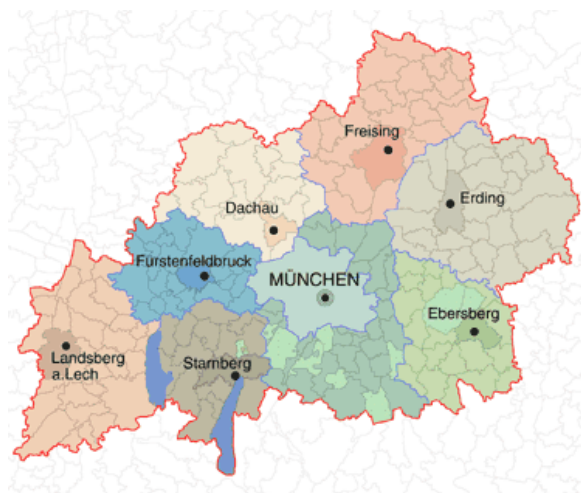 Freising
Erding
Dachau
Fürstenfeldbruck
MÜNCHEN
Ebersberg
Landsberg
a.Lech
Starnberg